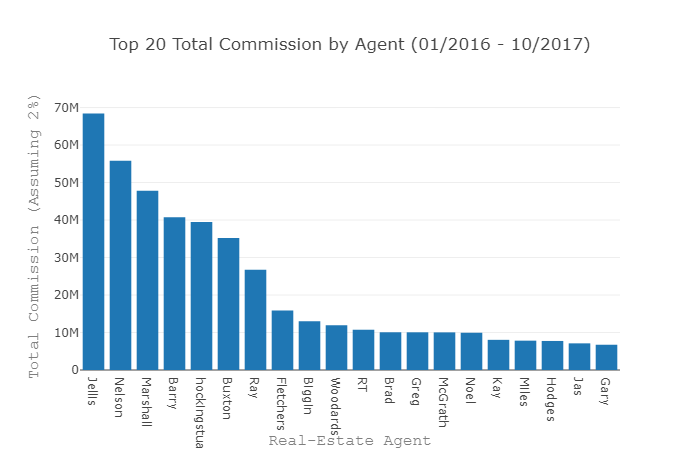 Top 20 Total Commission by Agent (01/2016 - 10/2017)
Total Commission (Assuming 2%)
70M
60M
50M
40M
30M
20M
10M
0
Jellis
Nelson
Marshall
Barry
hockingstua
Buxton
Ray
Fletchers
Biggin
Woodards
RT
Brad
Greg
McGrath
Noel
Kay
Miles
Hodges
Jas
Gary
Real-Estate Agent